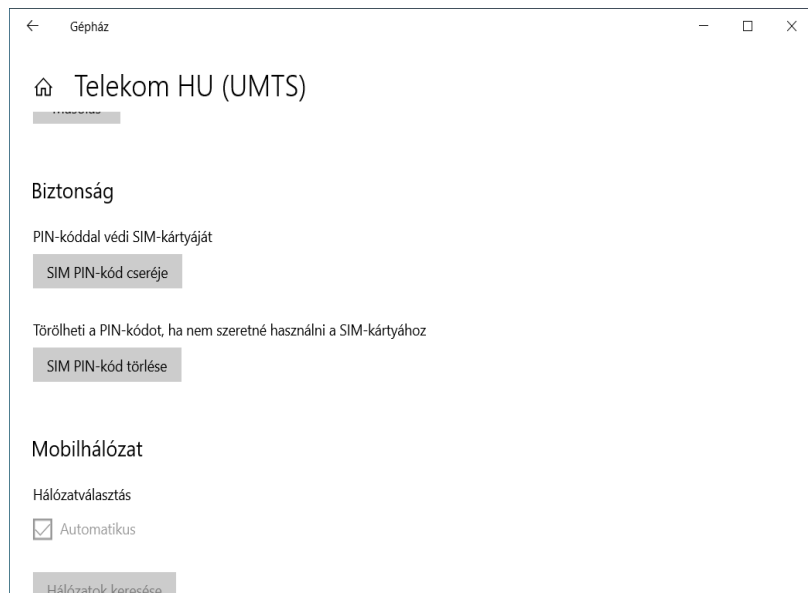 Gépház
Telekom HU (UMTS)
Másolás
Biztonság
PIN-kóddal védi SIM-kártyáját
SIM PIN-kód cseréje
Törölheti a PIN-kódot, ha nem szeretné használni a SIM-kártyához
SIM PIN-kód törlése
Mobilhálózat
Hálózatválasztás
Automatikus
Hálózatok keresése